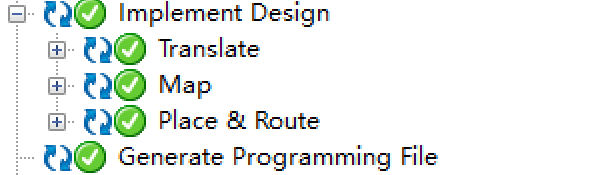 Implement Design
Translate
Map
Place & Route
Generate Programming File